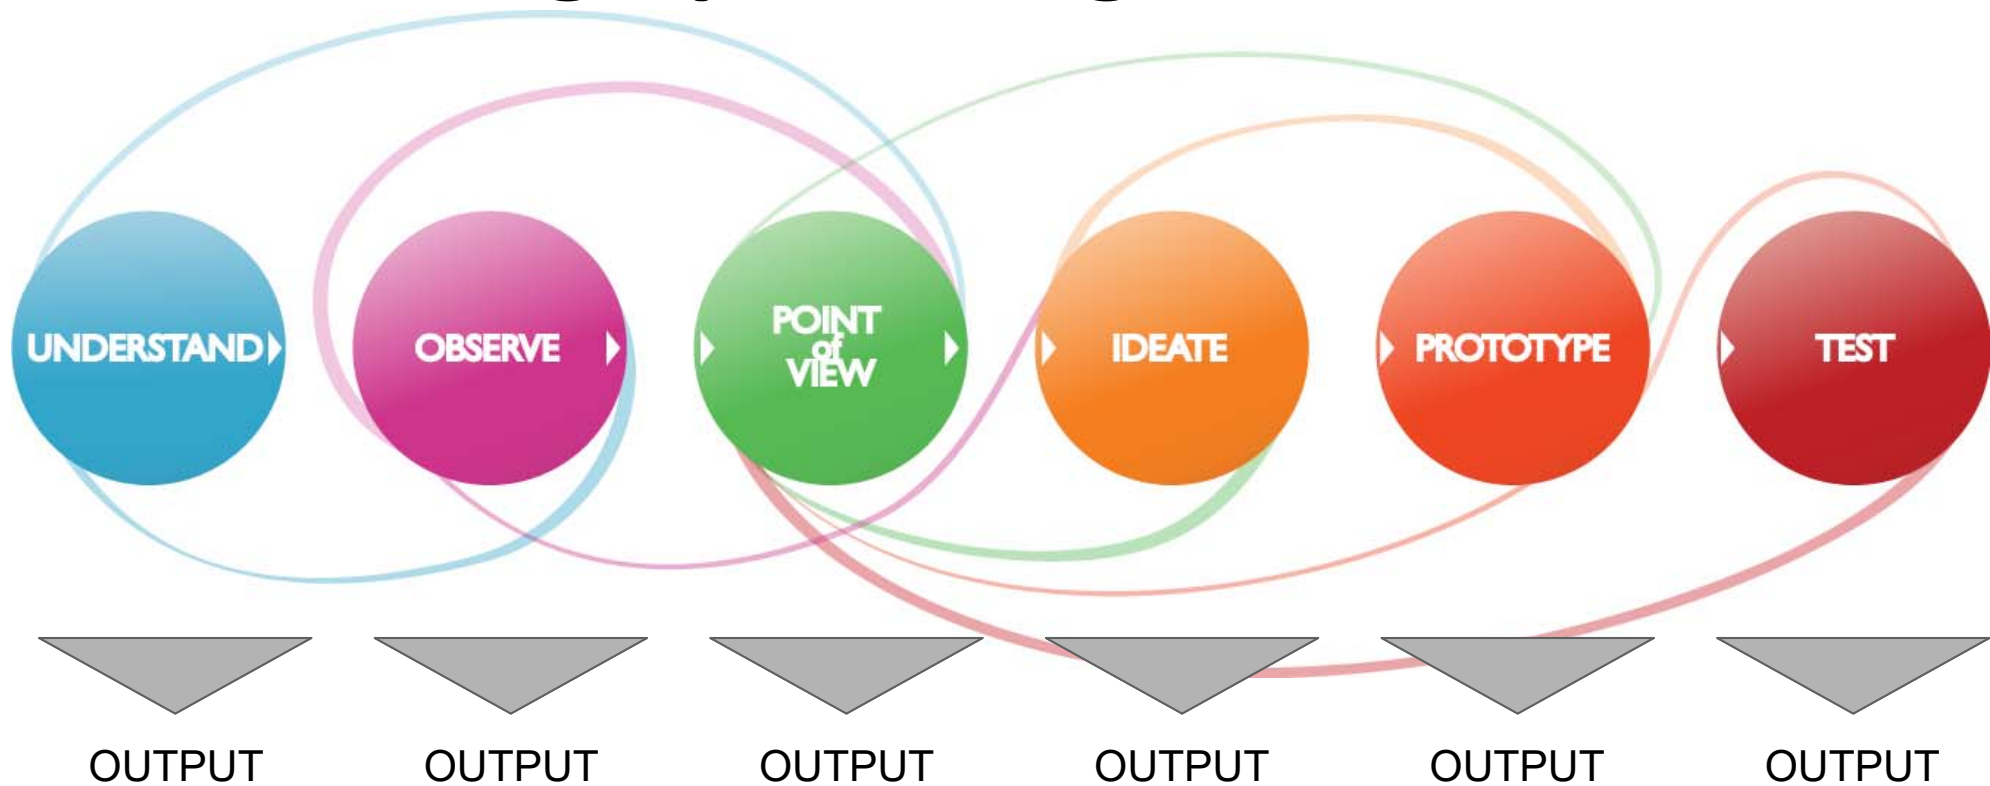 UNDERSTAND
OBSERVE
POINT
of
VIEW
IDEATE
PROTOTYPE
TEST
OUTPUT
OUTPUT
OUTPUT
OUTPUT
OUTPUT
OUTPUT